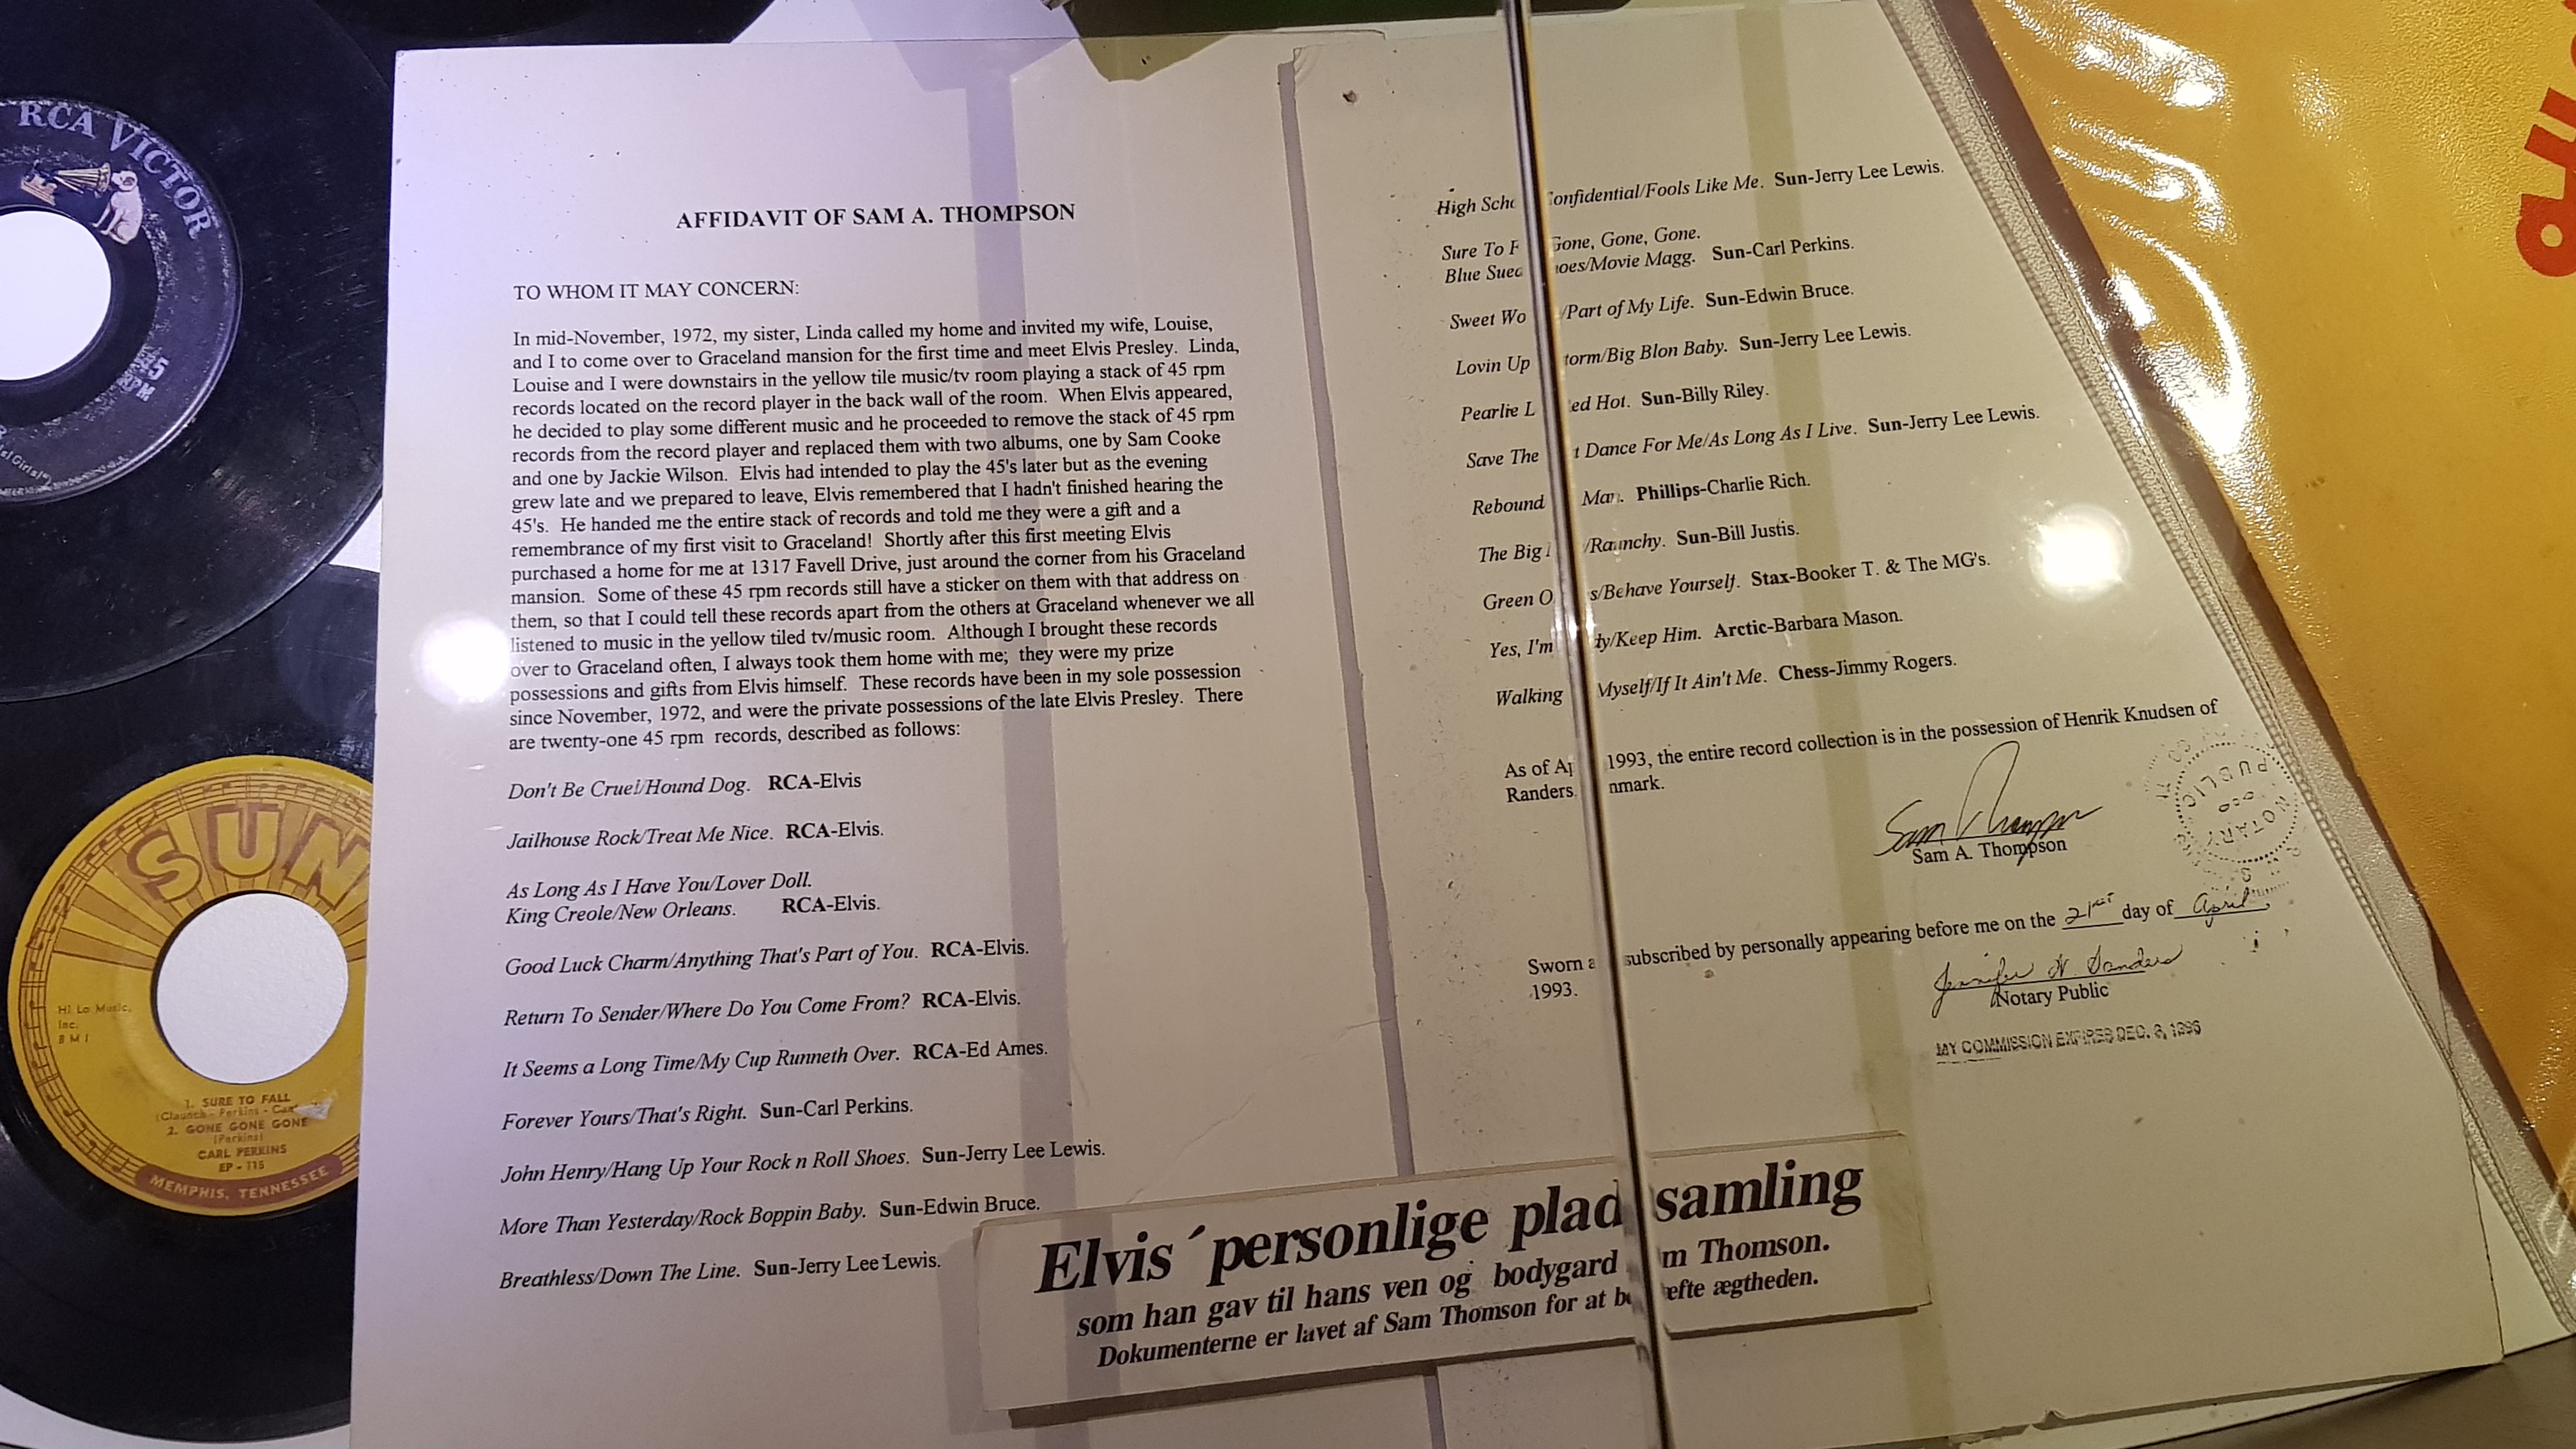 RCA VICTOR
45
RPM
SUN
Hi Lo Music,
Inc.
BMI
1. SURE TO FALL
2. GONE GONE GONE
(Perkins)
CARL PERKINS
EP-115
MEMPHIS, TENNESSEE
AFFIDAVIT OF SAM A. THOMPSON
TO WHOM IT MAY CONCERN:
In mid-November, 1972, my sister, Linda called my home and invited my wife, Louise,
and I to come over to Graceland mansion for the first time and meet Elvis Presley. Linda,
Louise and I were downstairs in the yellow tile music/tv room playing a stack of 45 rpm
records located on the record player in the back wall of the room. When Elvis appeared,
he decided to play some different music and he proceeded to remove the stack of 45 rpm
records from the record player and replaced them with two albums, one by Sam Cooke
and one by Jackie Wilson. Elvis had intended to play the 45's later but as the evening
grew late and we prepared to leave, Elvis remembered that I hadn't finished hearing the
45's. He handed me the entire stack of records and told me they were a gift and a
remembrance of my first visit to Graceland! Shortly after this first meeting Elvis
purchased a home for me at 1317 Favell Drive, just around the corner from his Graceland
mansion. Some of these 45 rpm records still have a sticker on them with that address on
them, so that I could tell these records apart from the others at Graceland whenever we all
listened to music in the yellow tiled tv/music room. Although I brought these records
over to Graceland often, I always took them home with me; they were my prize
possessions and gifts from Elvis himself. These records have been in my sole possession
since November, 1972, and were the private possessions of the late Elvis Presley. There
are twenty-one 45 rpm records, described as follows:
Don't Be Cruel/Hound Dog. RCA-Elvis
Jailhouse Rock/Treat Me Nice. RCA-Elvis.
As Long As I Have You/Lover Doll.
King Creole/New Orleans. RCA-Elvis.
Good Luck Charm/Anything That's Part of You. RCA-Elvis.
Return To Sender/Where Do You Come From? RCA-Elvis.
It Seems a Long Time/My Cup Runneth Over. RCA-Ed Ames.
Forever Yours/That's Right. Sun-Carl Perkins.
John Henry/Hang Up Your Rock n Roll Shoes. Sun-Jerry Lee Lewis.
More Than Yesterday/Rock Boppin Baby. Sun-Edwin Bruce.
Breathless/Down The Line. Sun-Jerry Lee Lewis.
High Scho onfidential/Fools Like Me. Sun-Jerry Lee Lewis.
Sure To F Gone, Gone, Gone.
Blue Sued oes/Movie Magg. Sun-Carl Perkins.
Sweet Wo /Part of My Life. Sun-Edwin Bruce.
Lovin Up torm/Big Blon Baby. Sun-Jerry Lee Lewis.
Pearlie L ed Hot. Sun-Billy Riley.
Save The t Dance For Me/As Long As I Live. Sun-Jerry Lee Lewis.
Rebound Man. Phillips-Charlie Rich.
The Big /Raunchy. Sun-Bill Justis.
Green O s/Behave Yourself. Stax-Booker T. & The MG's.
Yes, I'm dy/Keep Him. Arctic-Barbara Mason.
Walking Myself/If It Ain't Me. Chess-Jimmy Rogers.
As of Ap 1993, the entire record collection is in the possession of Henrik Knudsen of
Randers, nmark.
Sam Thompson
Sam A. Thompson
NOTARY PUBLIC
Sworn a subscribed by personally appearing before me on the 21st day of April,
1993.
Jennifer N. Sanders
Notary Public
MY COMMISSION EXPIRES DEC. 8, 1996
Elvis´personlige plad samling
som han gav til hans ven og bodygard m Thomson.
Dokumenterne er lavet af Sam Thomson for at be æfte ægtheden.